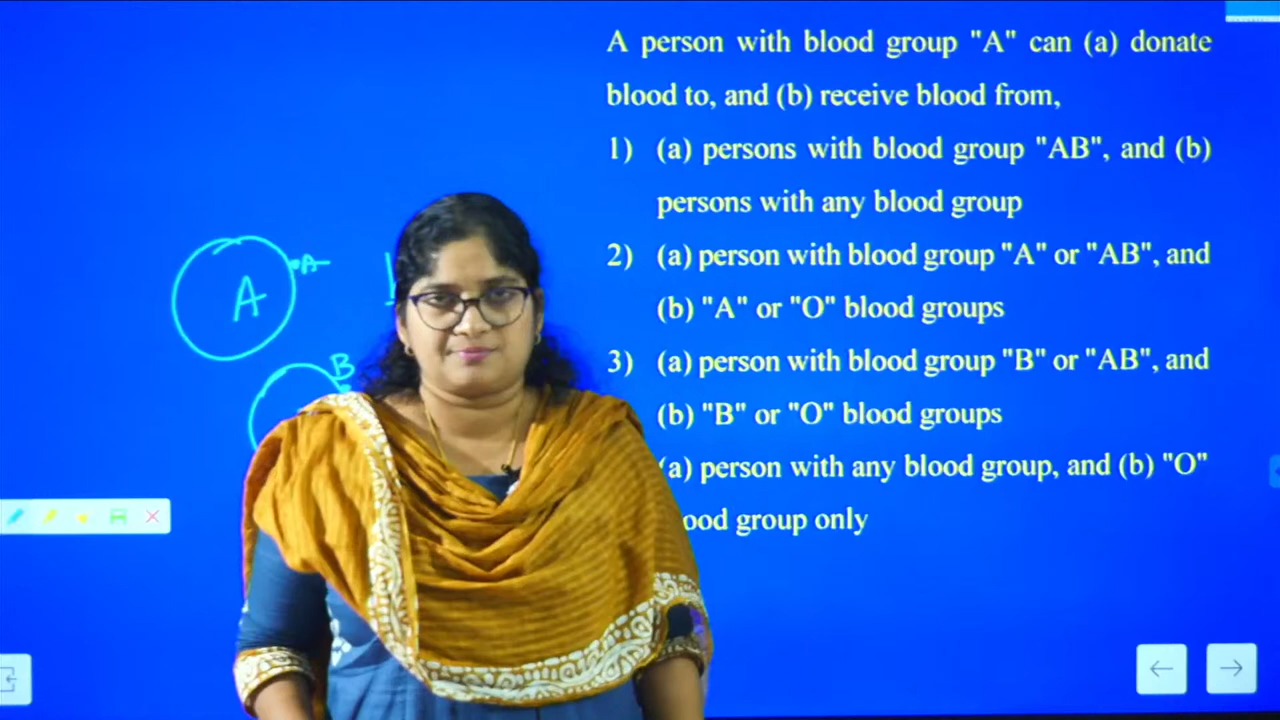 A person with blood group "A" can (a) donate
blood to, and (b) receive blood from,
1) (a) persons with blood group "AB", and (b)
persons with any blood group
2) (a) person with blood group "A" or "AB", and
(b) "A" or "O" blood groups
3) (a) person with blood group "B" or "AB", and
(b) "B" or "O" blood groups
(a) person with any blood group, and (b) "O"
ood group only
A
A
B